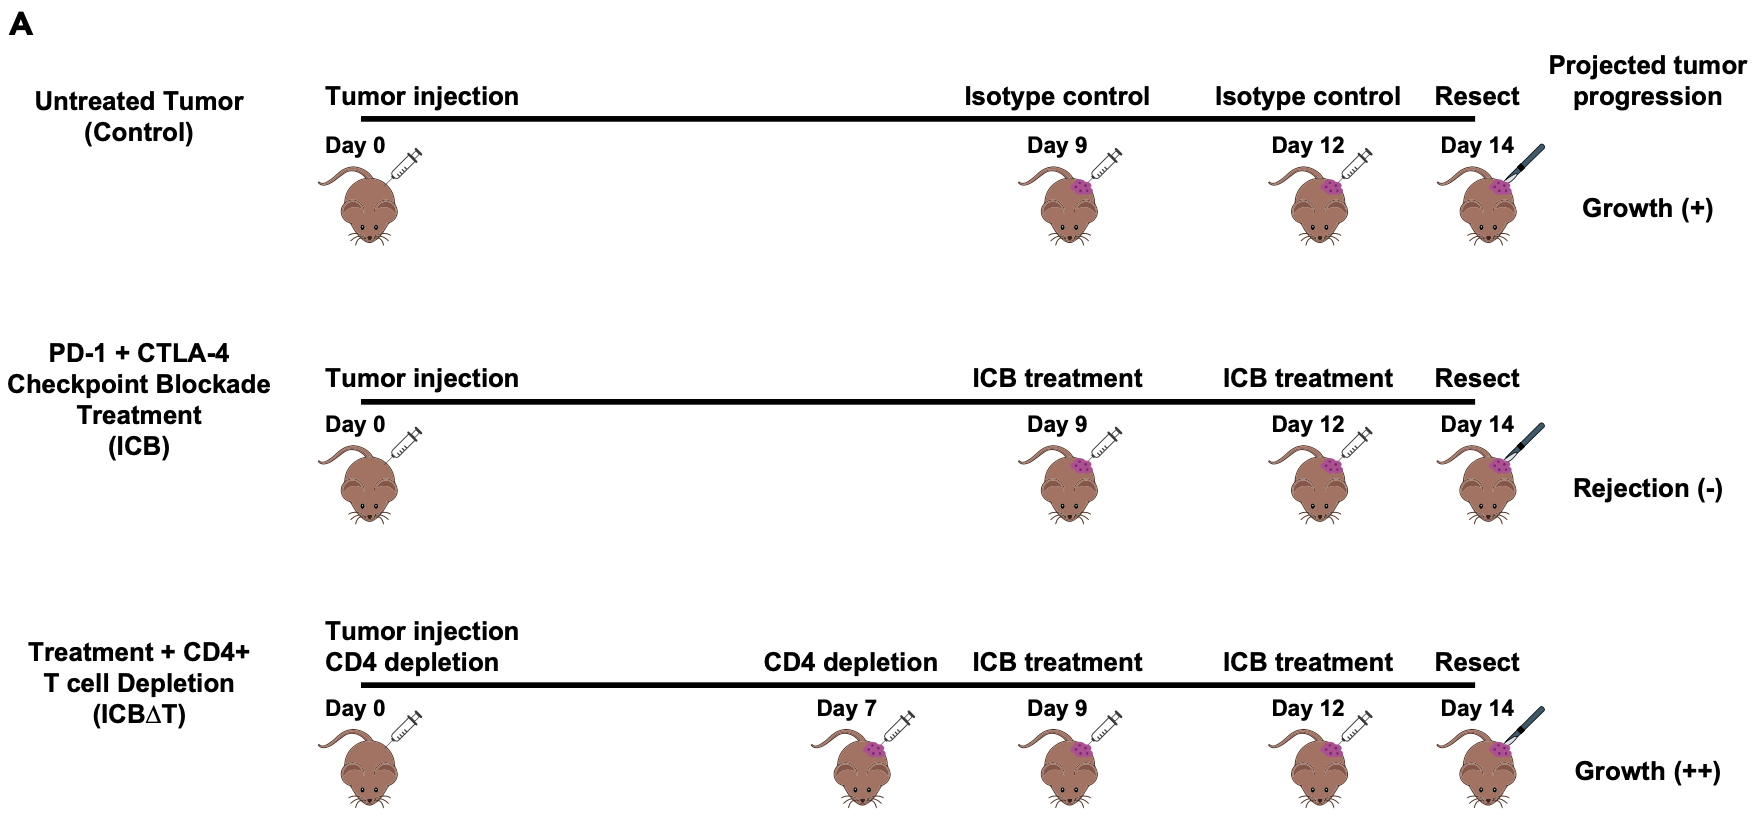 A
Projected tumor
progression
Untreated Tumor
(Control)
Tumor injection
Isotype control
Isotype control
Resect
Day 0
Day 9
Day 12
Day 14
Growth (+)
PD-1 + CTLA-4
Checkpoint Blockade
Treatment
(ICB)
Tumor injection
ICB treatment
ICB treatment
Resect
Day 0
Day 9
Day 12
Day 14
Rejection (-)
Treatment + CD4+
T cell Depletion
(ICB∆T)
Tumor injection
CD4 depletion
CD4 depletion
ICB treatment
ICB treatment
Resect
Day 0
Day 7
Day 9
Day 12
Day 14
Growth (++)